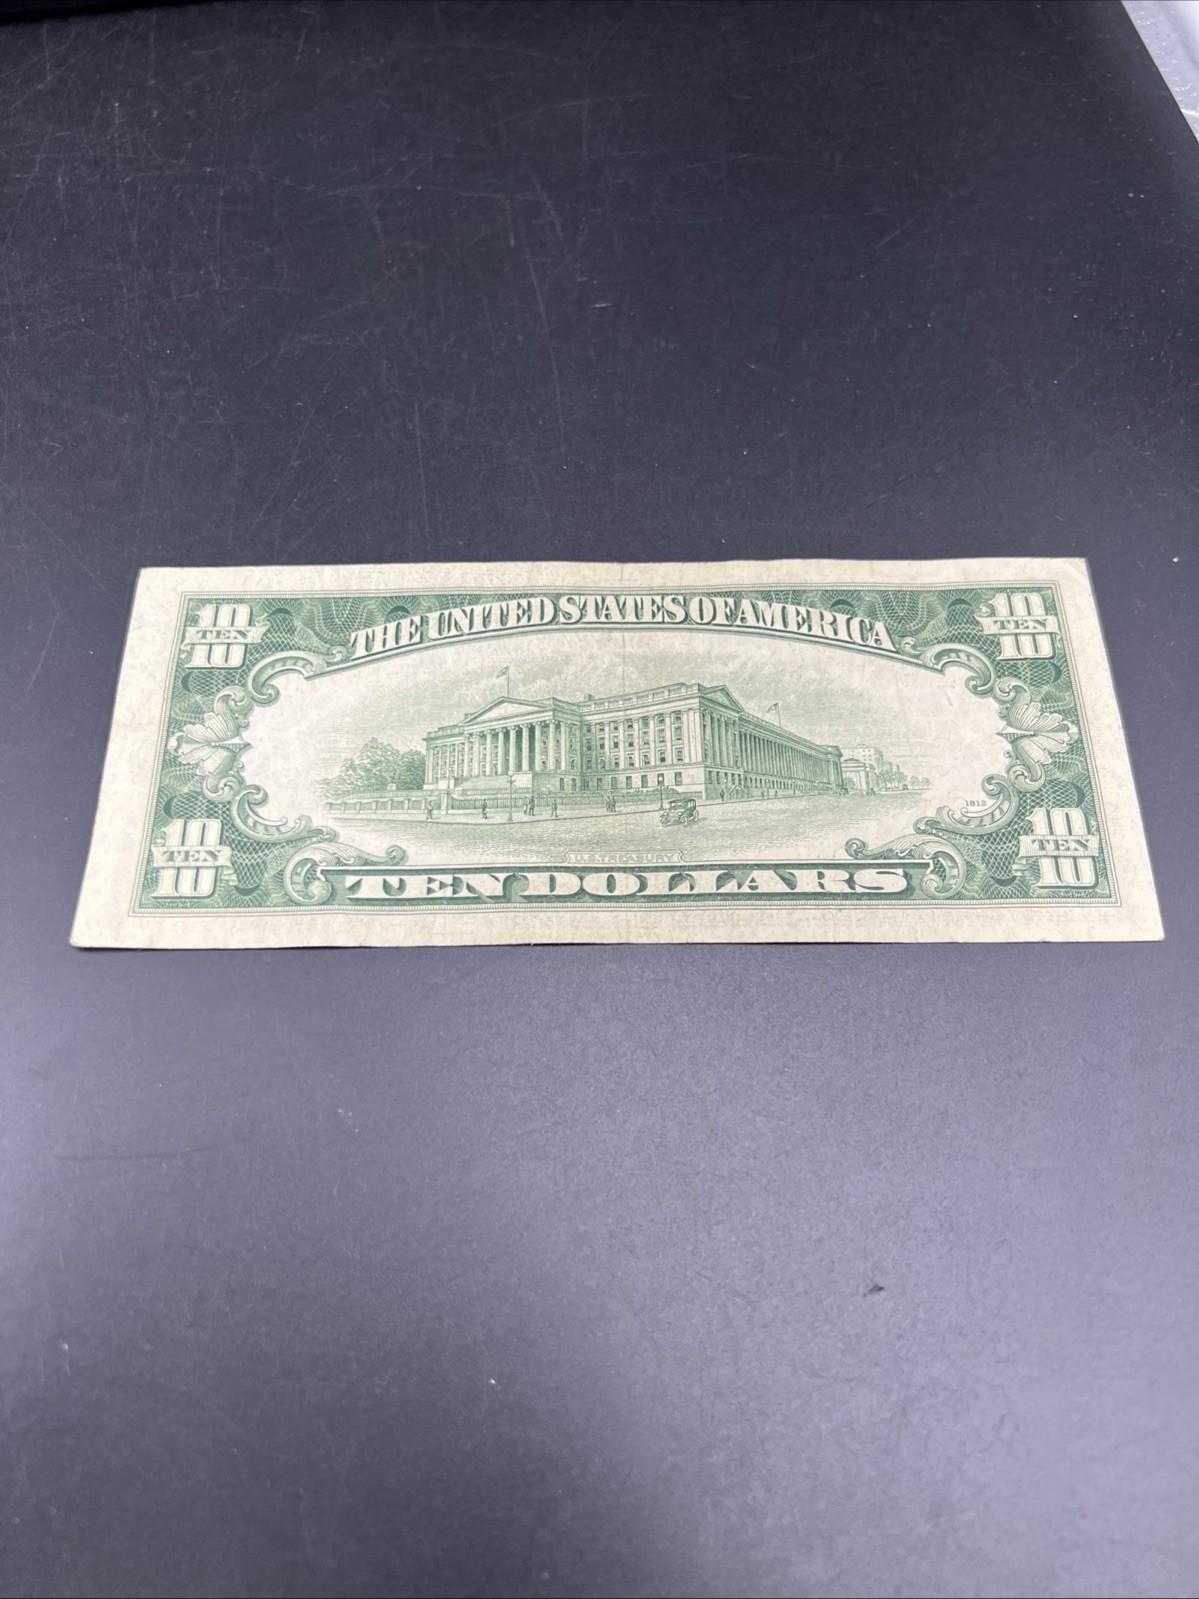 10 TEN 10
THE UNITED STATES OF AMERICA
10 TEN 10
1812
10 TEN 10
U.S. TREASURY
TEN DOLLARS
10 TEN 10